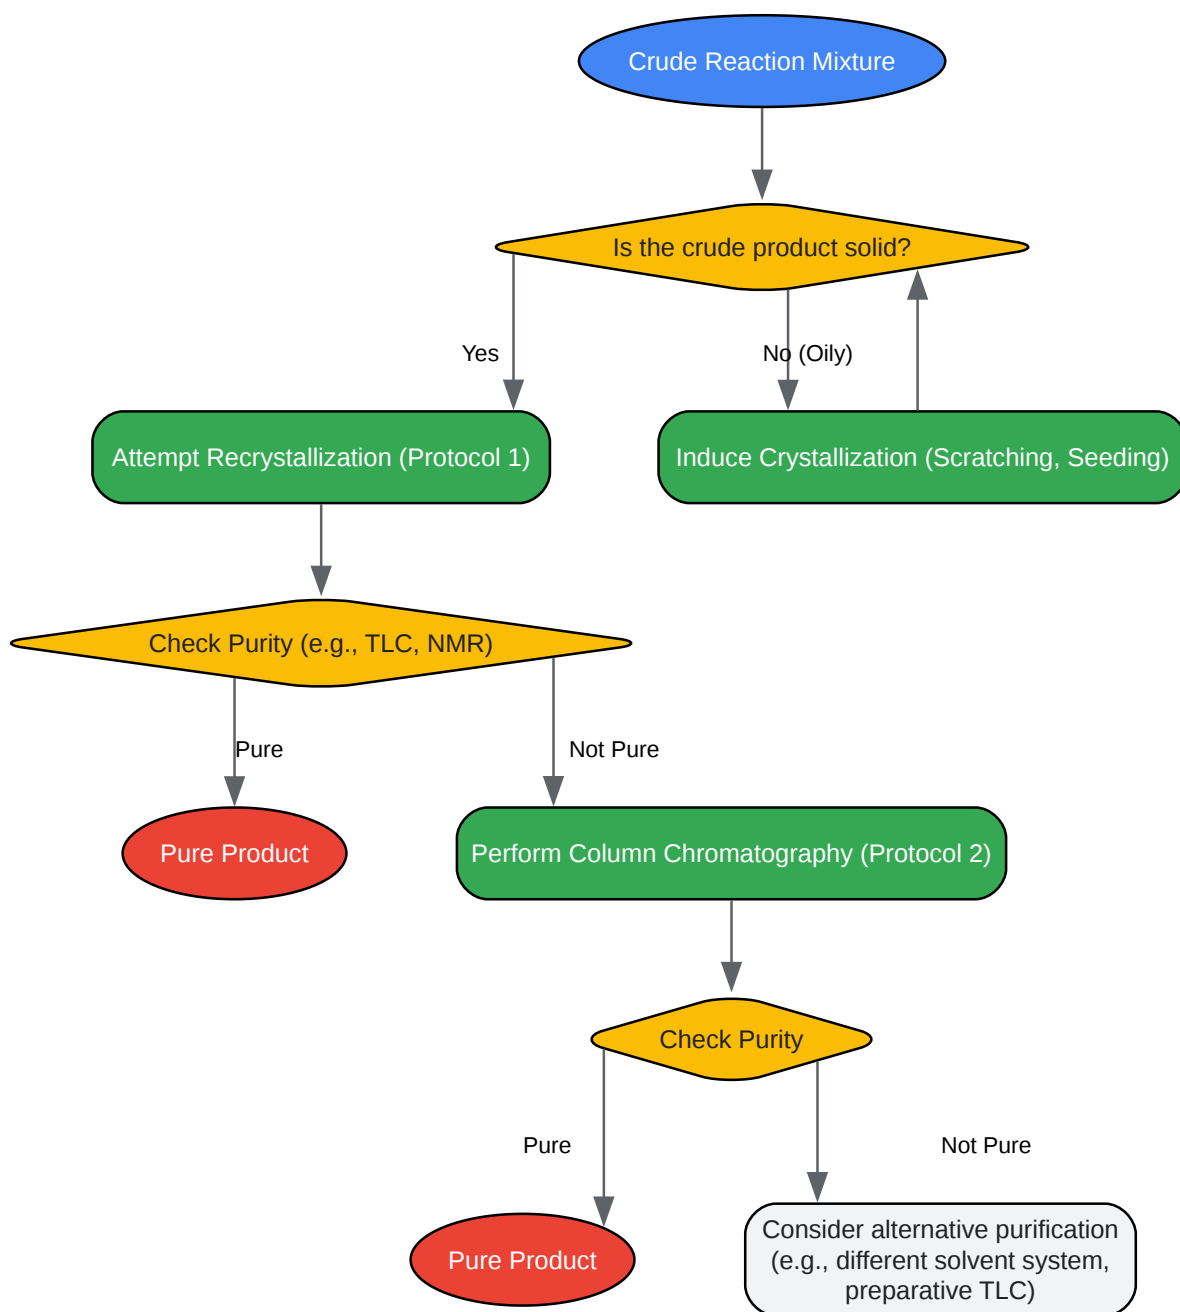 Crude Reaction Mixture
Is the crude product solid?
Yes
No (Oily)
Attempt Recrystallization (Protocol 1)
Induce Crystallization (Scratching, Seeding)
Check Purity (e.g., TLC, NMR)
Pure
Not Pure
Pure Product
Perform Column Chromatography (Protocol 2)
Check Purity
Pure
Not Pure
Pure Product
Consider alternative purification
(e.g., different solvent system,
preparative TLC)